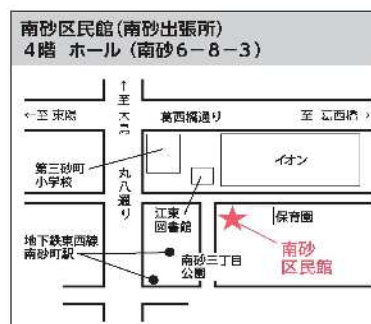 南砂区民館(南砂出張所)
4階 ホール(南砂6-8-3)
↑至大島
←至 東陽
葛西橋通り
至 葛西橋→
第三砂町
小学校
丸八通り
イオン
江東
図書館
保育園
地下鉄東西線
南砂町駅
南砂三丁目
公園
南砂
区民館